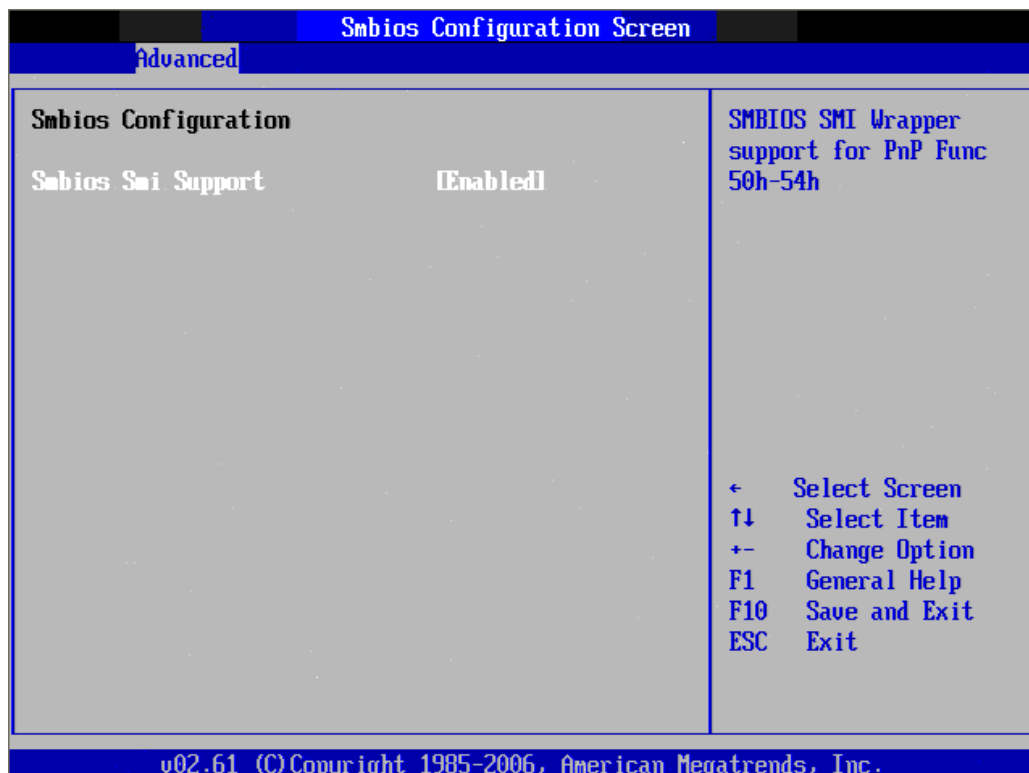 Smbios Configuration Screen
Advanced
Smbios Configuration
Smbios Smi Support [Enabled]
SMBIOS SMI Wrapper
support for PnP Func
50h-54h
← Select Screen
↑↓ Select Item
+- Change Option
F1 General Help
F10 Save and Exit
ESC Exit
v02.61 (C)Copyright 1985-2006, American Megatrends, Inc.